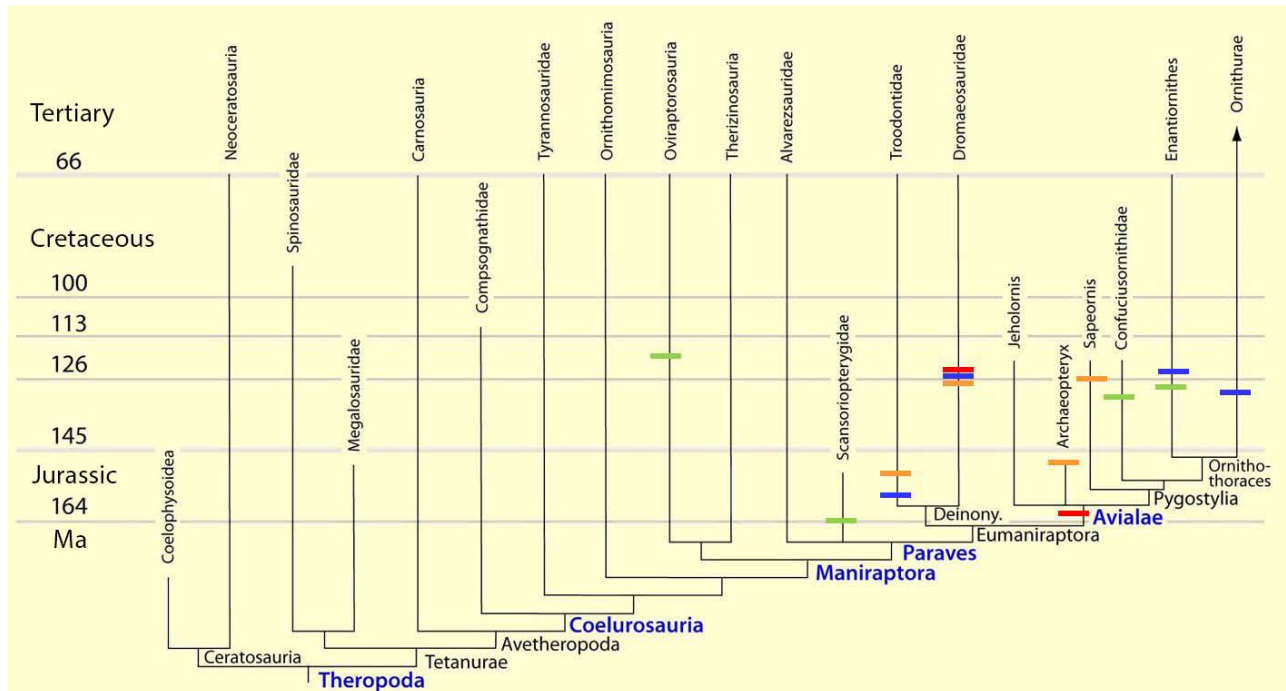 Tertiary
66
Cretaceous
100
113
126
145
Jurassic
164
Ma
Coelophysoidea
Neoceratosauria
Spinosauridae
Megalosauridae
Carnosauria
Compsognathidae
Tyrannosauridae
Ornithomimosauria
Oviraptorosauria
Therizinosauria
Alvarezsauridae
Scansoriopterygidae
Troodontidae
Dromaeosauridae
Jeholornis
Archaeopteryx
Sapeornis
Confuciusornithidae
Enantiornithes
Ornithurae
Ornitho-
thoraces
Pygostylia
Deinony.
Avialae
Eumaniraptora
Paraves
Maniraptora
Coelurosauria
Avetheropoda
Ceratosauria
Tetanurae
Theropoda